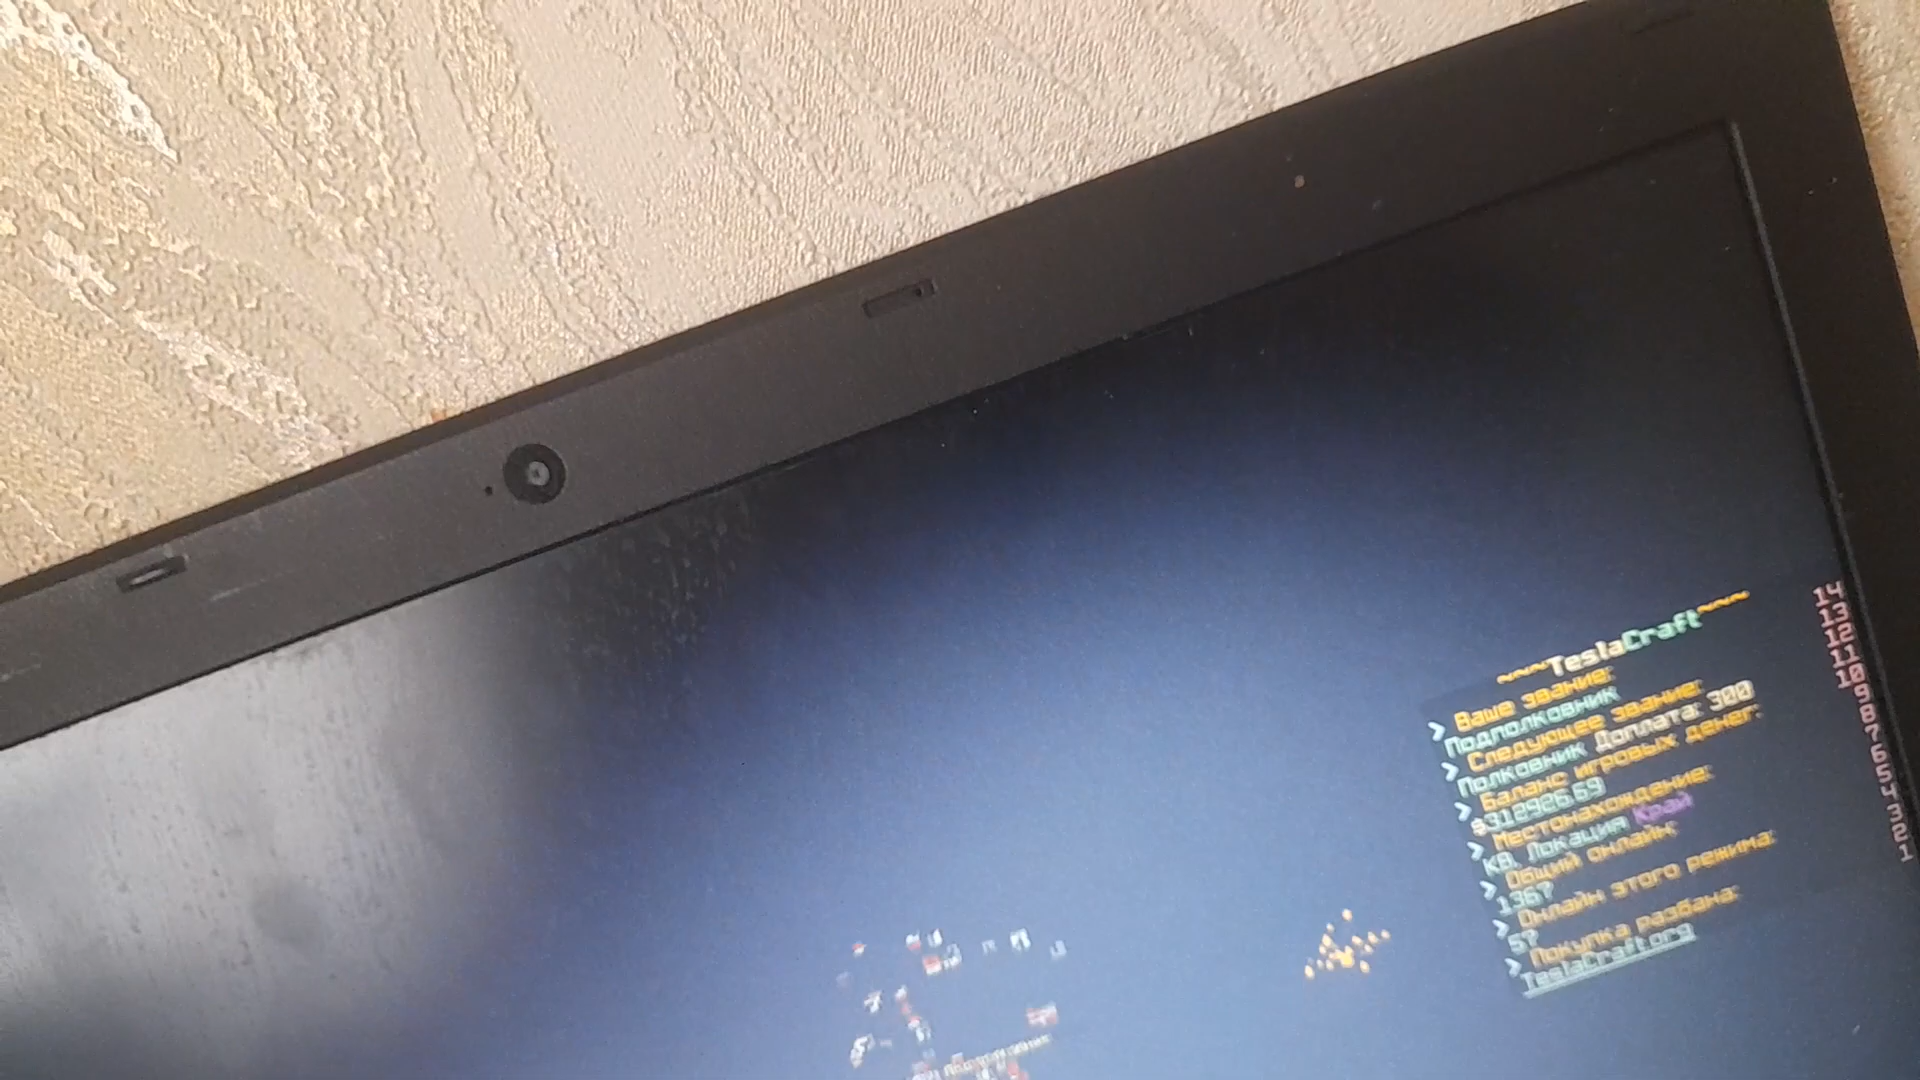 ~~~TeslaCraft~~~
Ваше звание: 14
> Подполковник 13
Следующее звание: 12
> Полковник Доплата: 300 11
Баланс игровых денег: 10
> $312926.69 9
Местонахождение: 8
> КВ, Локация Край 7
Общий онлайн: 6
> 1367 5
Онлайн этого режима: 4
> 57 3
Покупка разбана: 2
> TeslaCraft.org 1